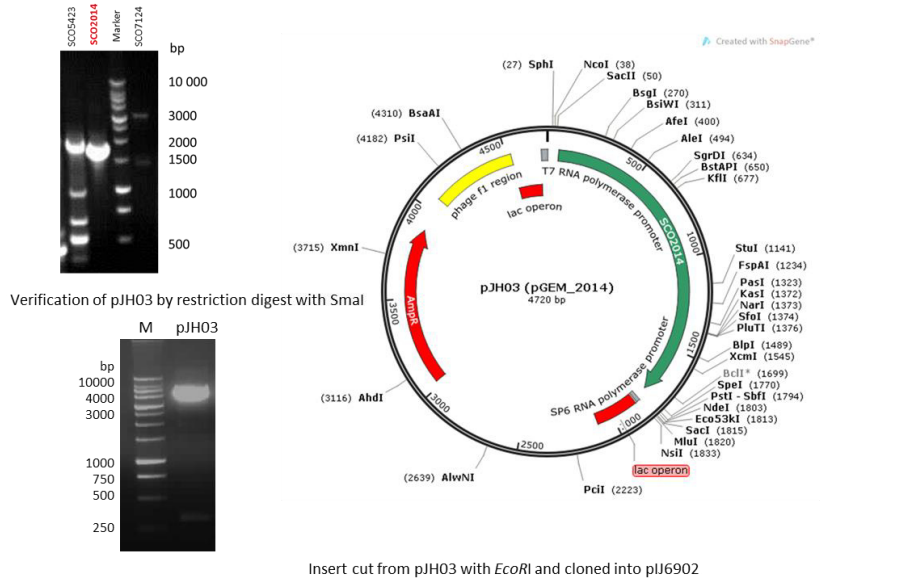 SCO5423
SCO2014
Marker
SCO7124
bp
10 000
3000
2000
1500
1000
500
Verification of pJH03 by restriction digest with SmaI
M pJH03
bp
10000
4000
3000
1000
750
500
250
Created with SnapGene®
(27) SphI
NcoI (38)
SacII (50)
BsgI (270)
BsiWI (311)
AfeI (400)
AleI (494)
SgrDI (634)
BstAPI (650)
KflI (677)
StuI (1141)
FspAI (1234)
PasI (1323)
KasI (1372)
NarI (1373)
SfoI (1374)
PluTI (1376)
BlpI (1489)
XcmI (1545)
BclI* (1699)
SpeI (1770)
PstI - SbfI (1794)
NdeI (1803)
Eco53kI (1813)
SacI (1815)
MluI (1820)
NsiI (1833)
lac operon
PciI (2223)
(2639) AlwNI
(3116) AhdI
(3715) XmnI
(4182) PsiI
(4310) BsaAI
500
1000
1500
2500
3000
3500
4000
4500
T7 RNA polymerase promoter
SCO2014
SP6 RNA polymerase promoter
AmpR
phage f1 region
lac operon
pJH03 (pGEM_2014)
4720 bp
Insert cut from pJH03 with EcoRI and cloned into pIJ6902